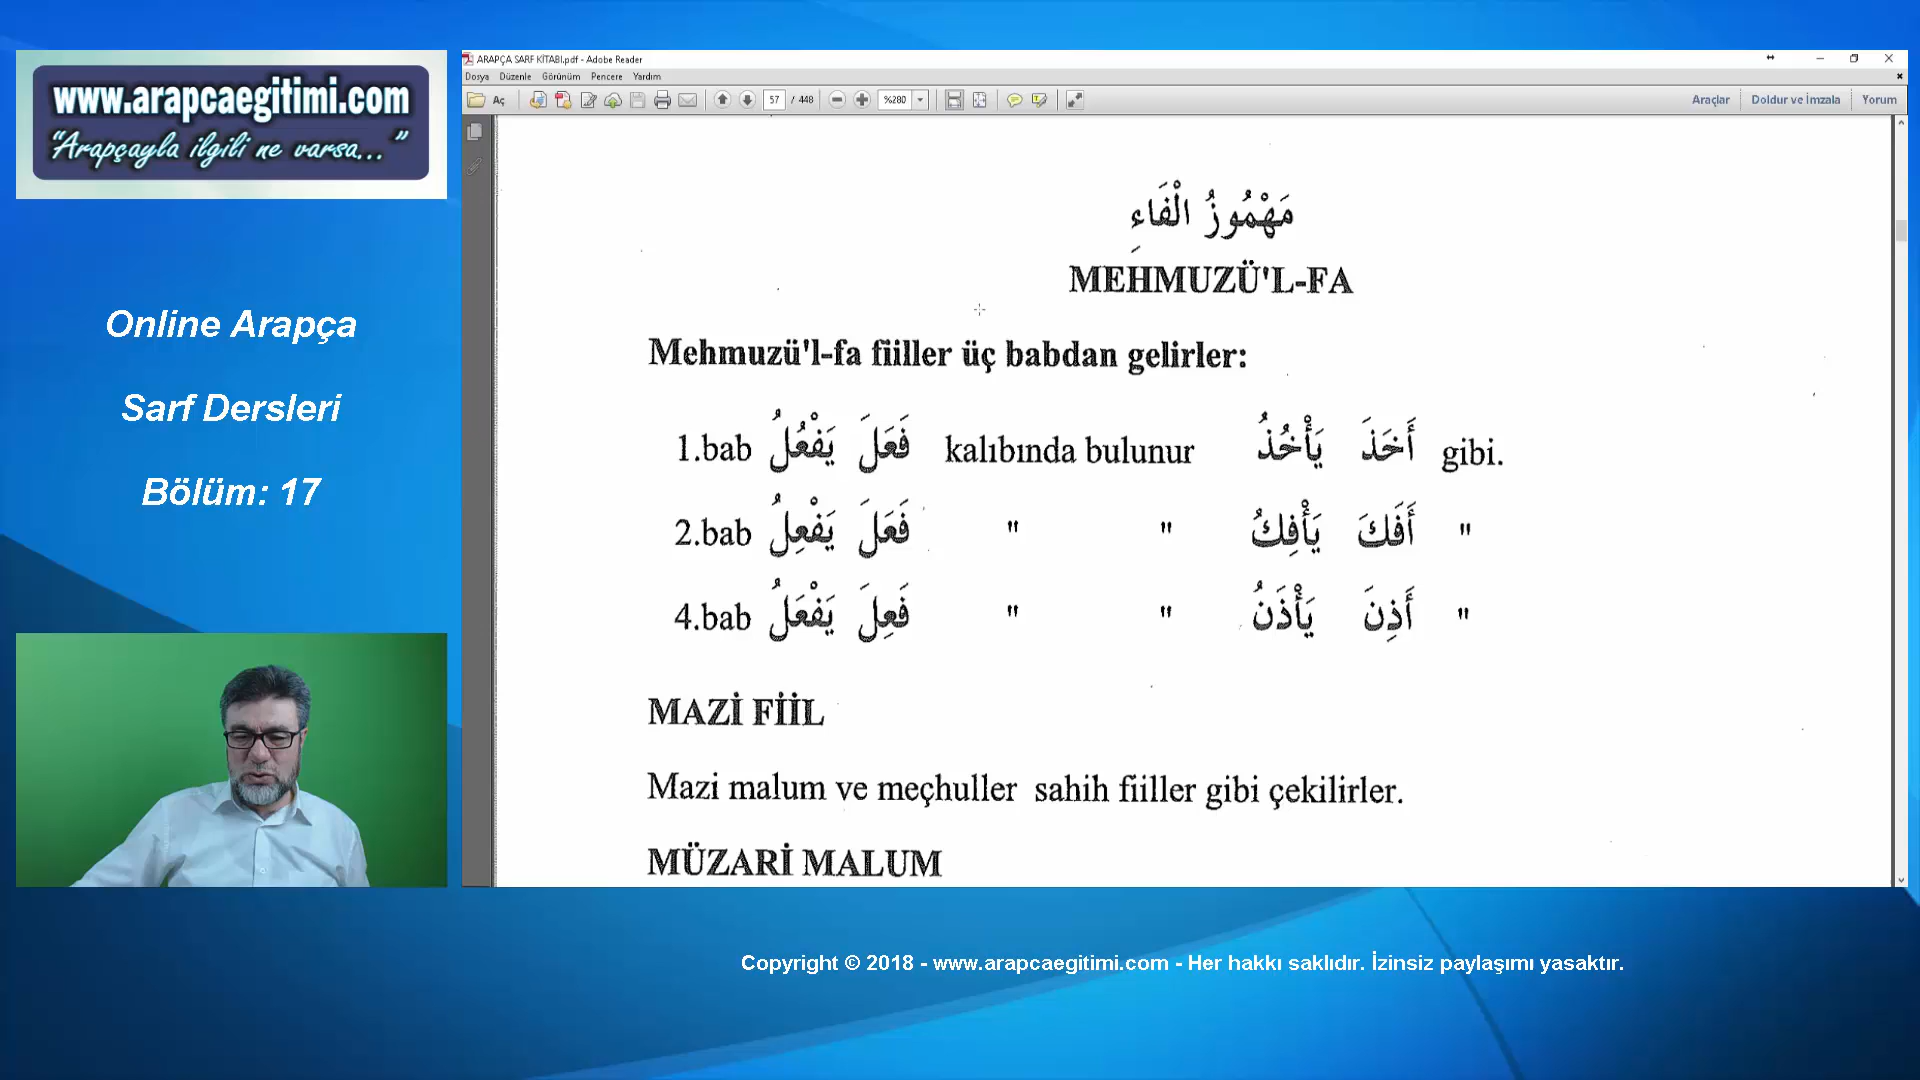 www.arapcaegitimi.com
“Arapçayla ilgili ne varsa...”
Online Arapça
Sarf Dersleri
Bölüm: 17
ARAPÇA SARF KİTABI.pdf - Adobe Reader
Dosya Düzenle Görünüm Pencere Yardım
Aç 57 / 448 %280 Araçlar Doldur ve İmzala Yorum
مَهْمُوزُ الْفَاءِ
MEHMUZÜ'L-FA
Mehmuzü'l-fa fiiller üç babdan gelirler:
1.bab فَعَلَ يَفْعُلُ kalıbında bulunur أَخَذَ يَأْخُذُ gibi.
2.bab فَعَلَ يَفْعِلُ " " أَفَكَ يَأْفِكُ "
4.bab فَعِلَ يَفْعَلُ " " أَذِنَ يَأْذَنُ "
MAZİ FİİL
Mazi malum ve meçhuller sahih fiiller gibi çekilirler.
MÜZARİ MALUM
Copyright © 2018 - www.arapcaegitimi.com - Her hakkı saklıdır. İzinsiz paylaşımı yasaktır.